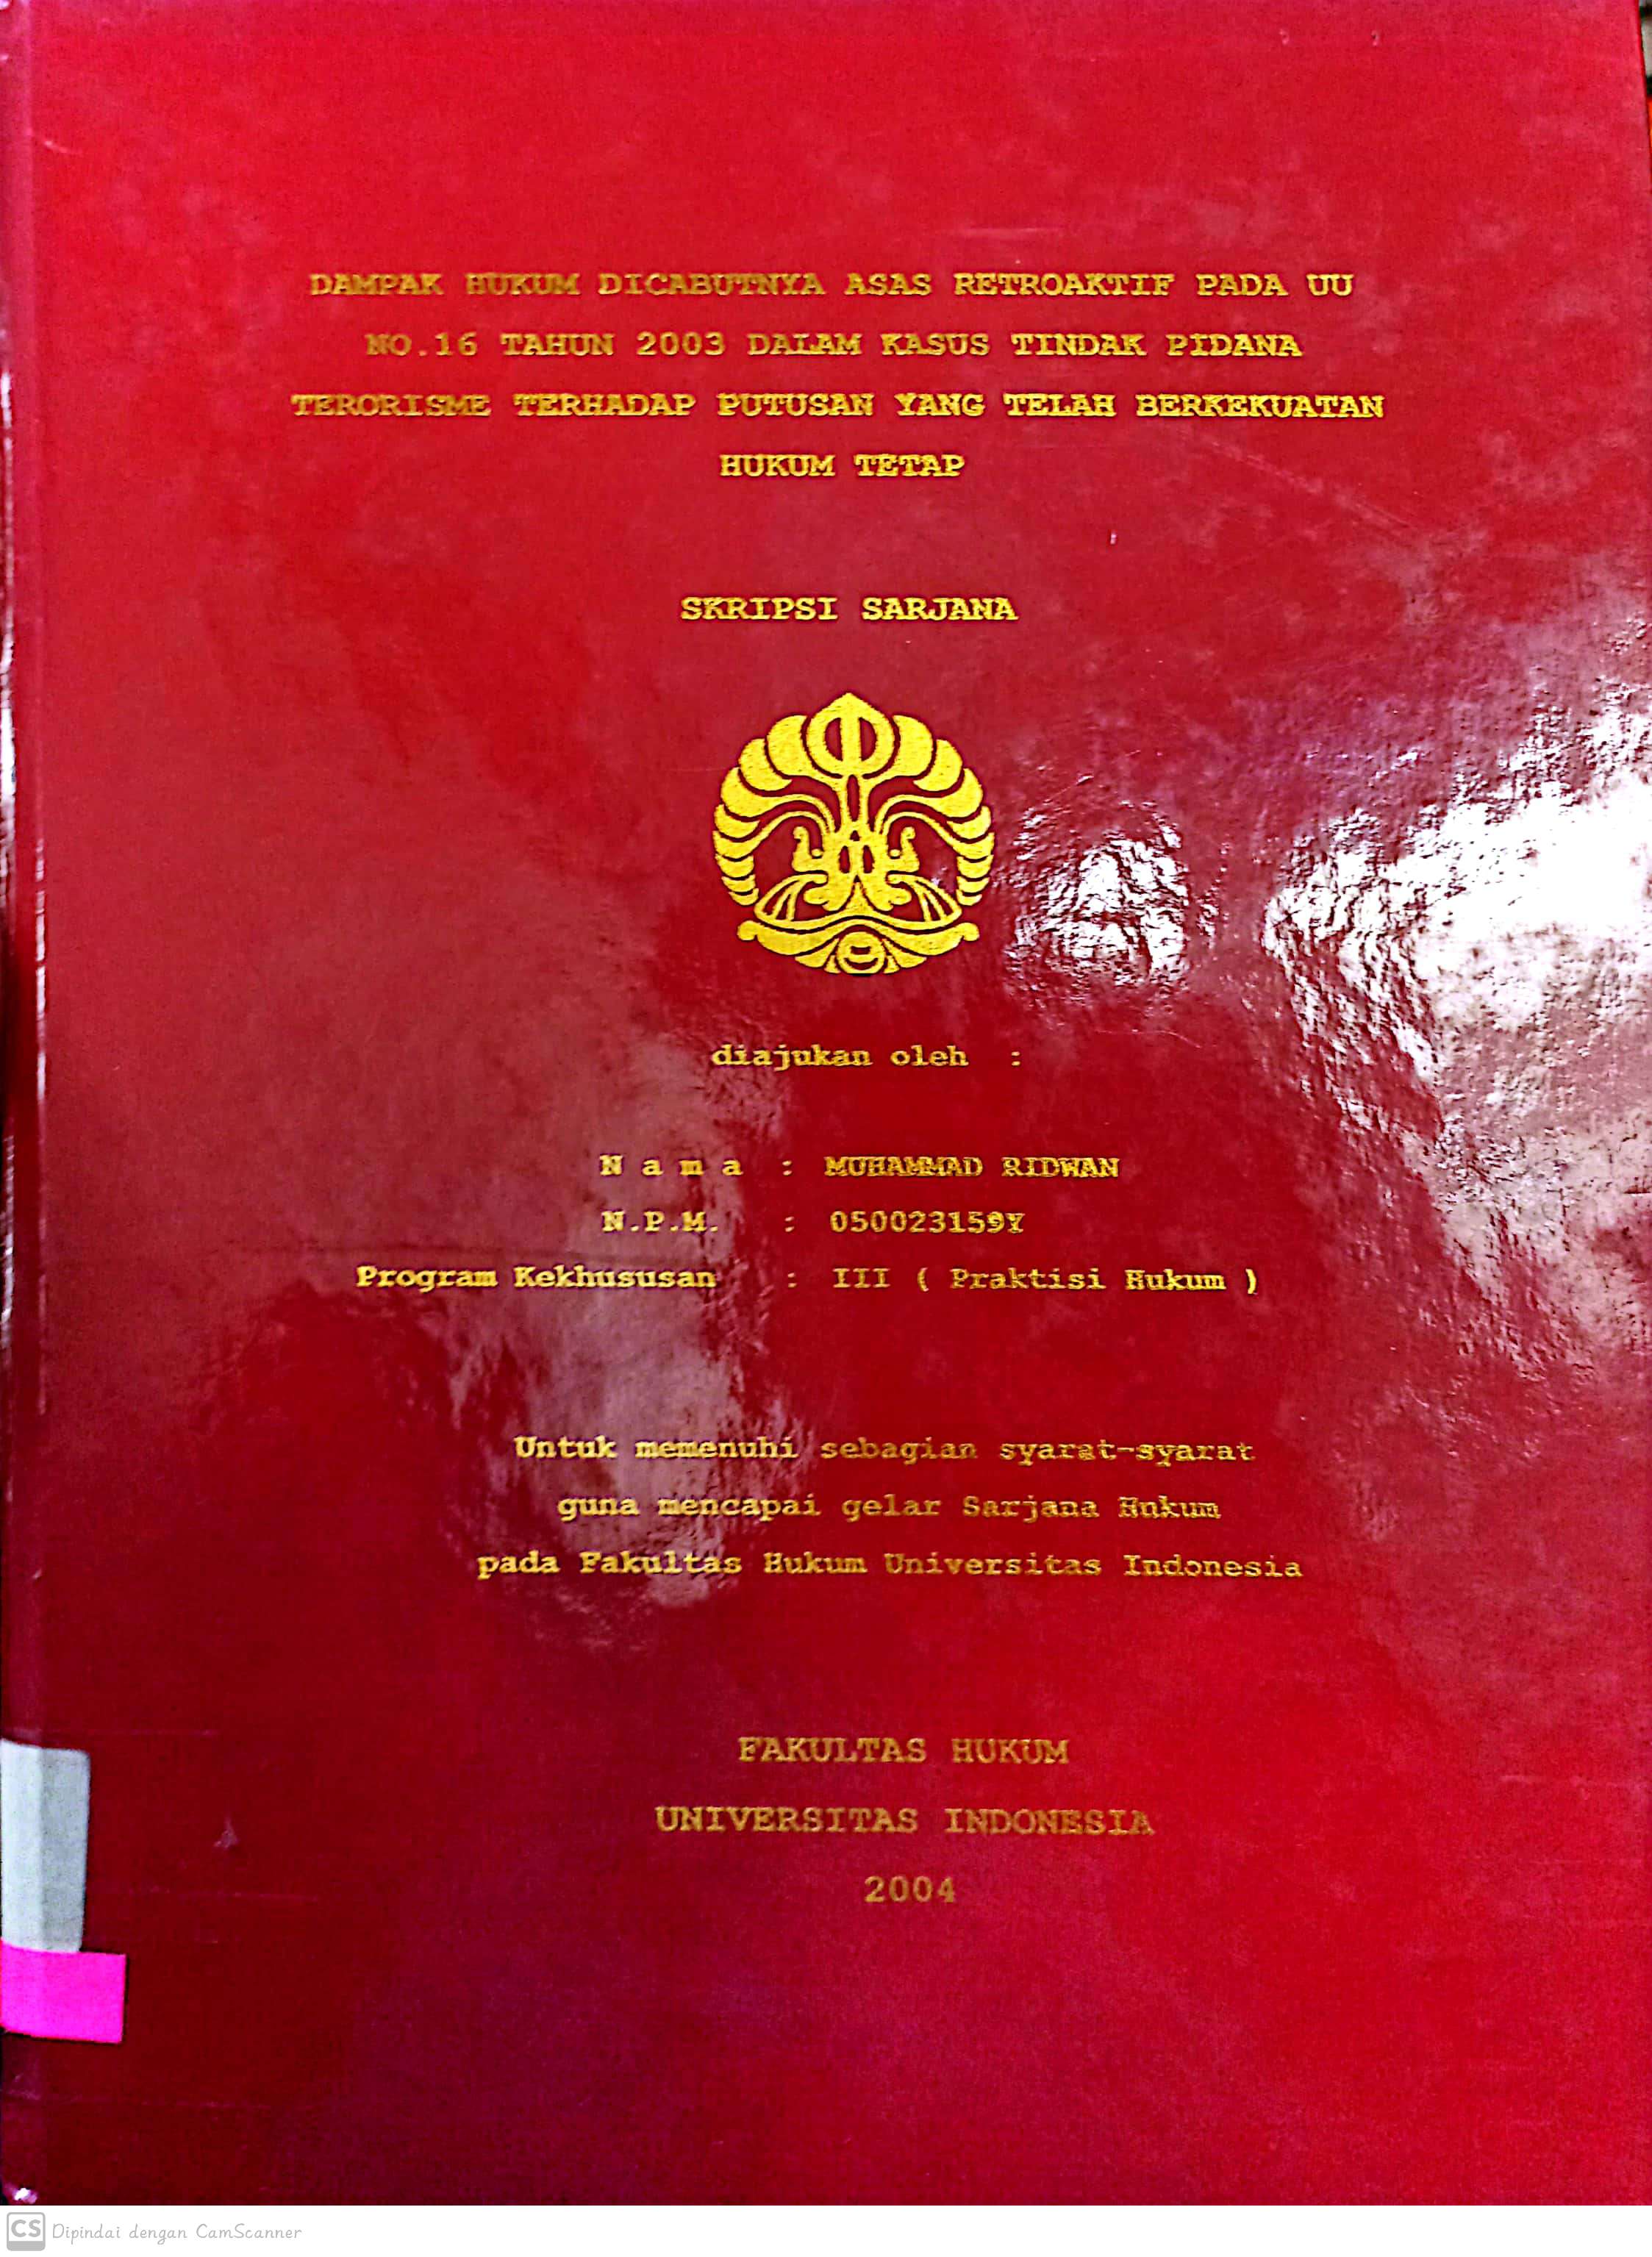 DAMPAK HUKUM DICABUTNYA ASAS RETROAKTIF PADA UU
NO.16 TAHUN 2003 DALAM KASUS TINDAK PIDANA
TERORISME TERHADAP PUTUSAN YANG TELAH BERKEKUATAN
HUKUM TETAP
SKRIPSI SARJANA
diajukan oleh :
N a m a : MUHAMMAD RIDWAN
N.P.M. : 050023159Y
Program Kekhususan : III ( Praktisi Hukum )
Untuk memenuhi sebagian syarat-syarat
guna mencapai gelar Sarjana Hukum
pada Fakultas Hukum Universitas Indonesia
FAKULTAS HUKUM
UNIVERSITAS INDONESIA
2004
CS Dipindai dengan CamScanner